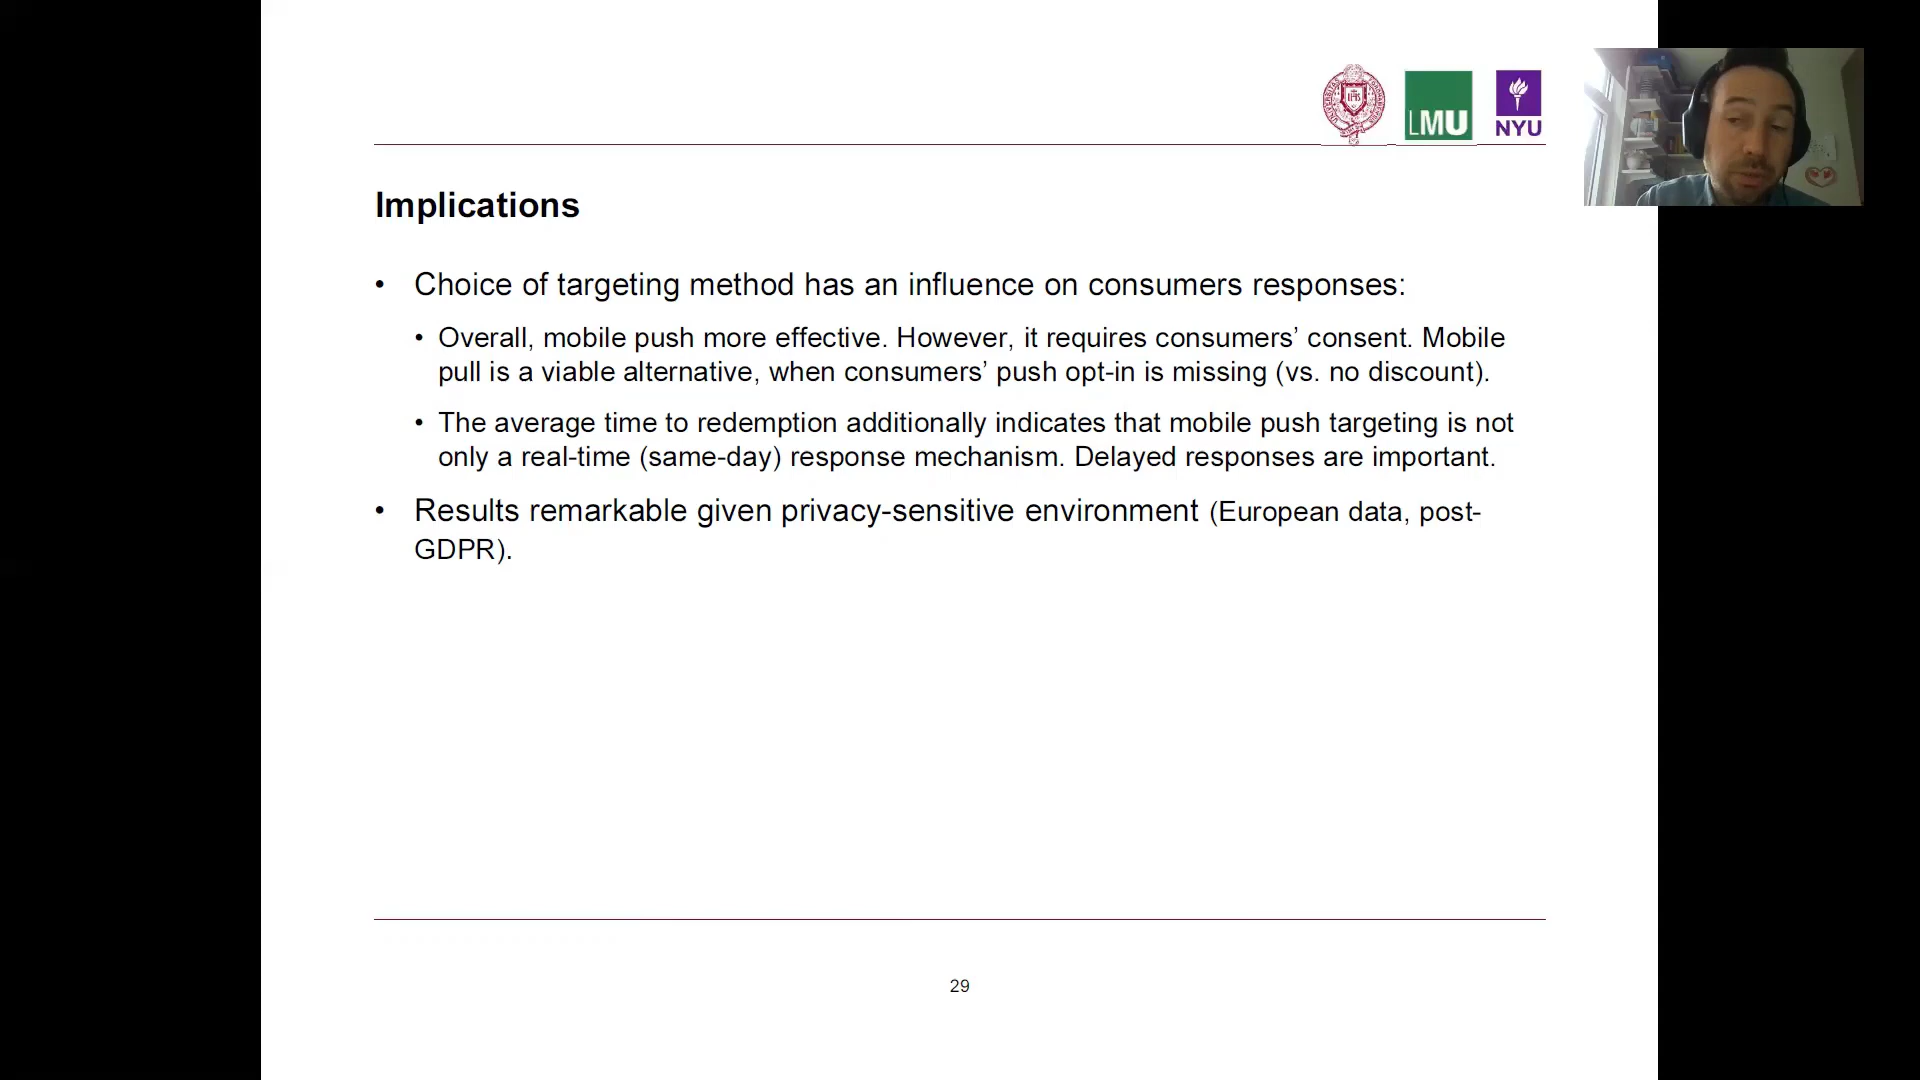 LMU
NYU
Implications
• Choice of targeting method has an influence on consumers responses:
• Overall, mobile push more effective. However, it requires consumers’ consent. Mobile
pull is a viable alternative, when consumers’ push opt-in is missing (vs. no discount).
• The average time to redemption additionally indicates that mobile push targeting is not
only a real-time (same-day) response mechanism. Delayed responses are important.
• Results remarkable given privacy-sensitive environment (European data, post-
GDPR).
29